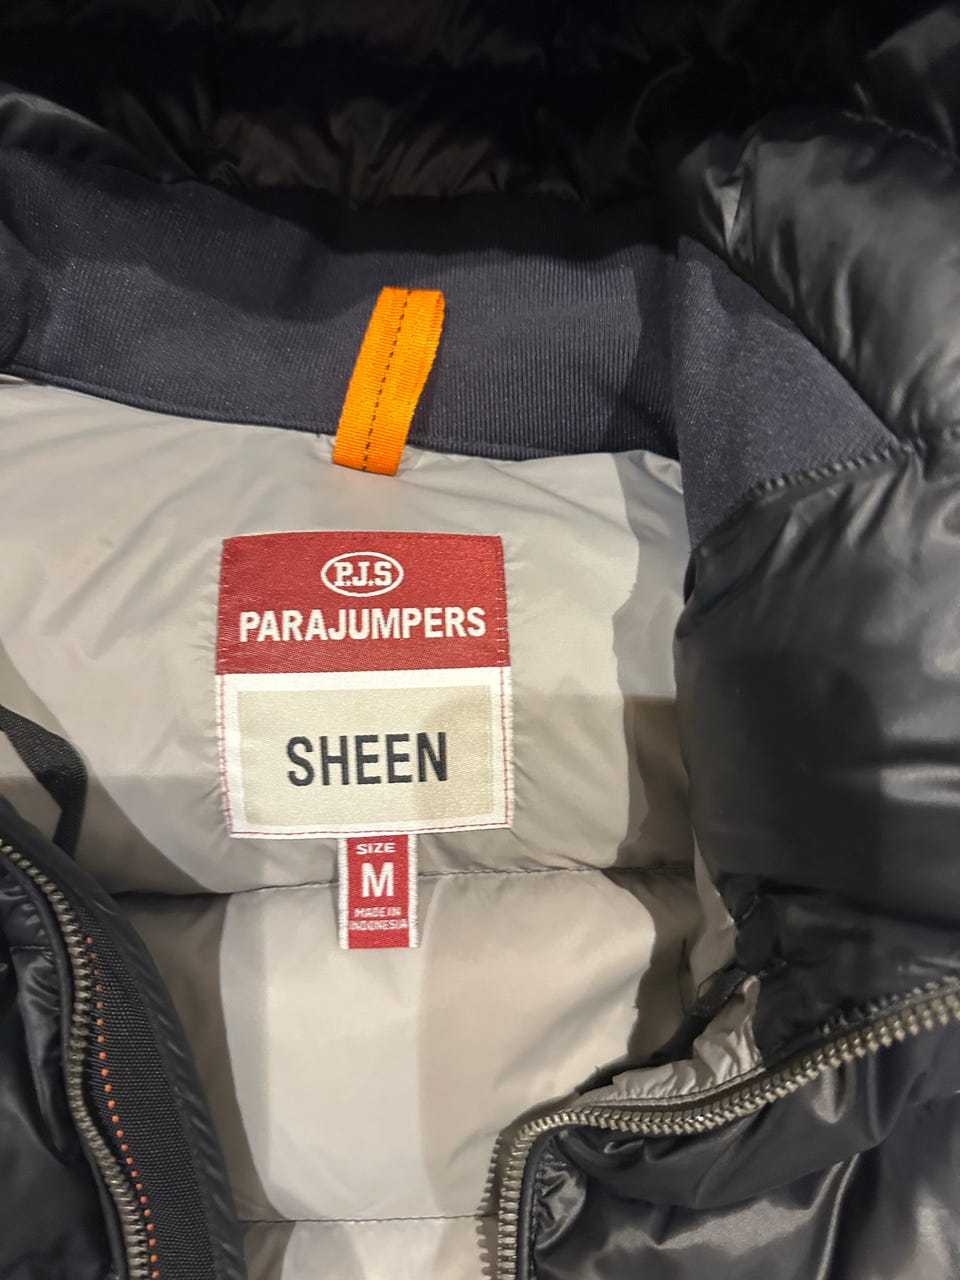 P.J.S
PARAJUMPERS
SHEEN
SIZE
M
MADE IN
INDONESIA